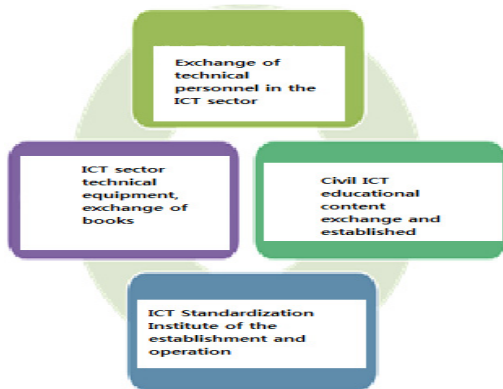 Exchange of
technical
personnel in the
ICT sector
ICT sector
technical
equipment,
exchange of
books
Civil ICT
educational
content
exchange and
established
ICT Standardization
Institute of the
establishment and
operation